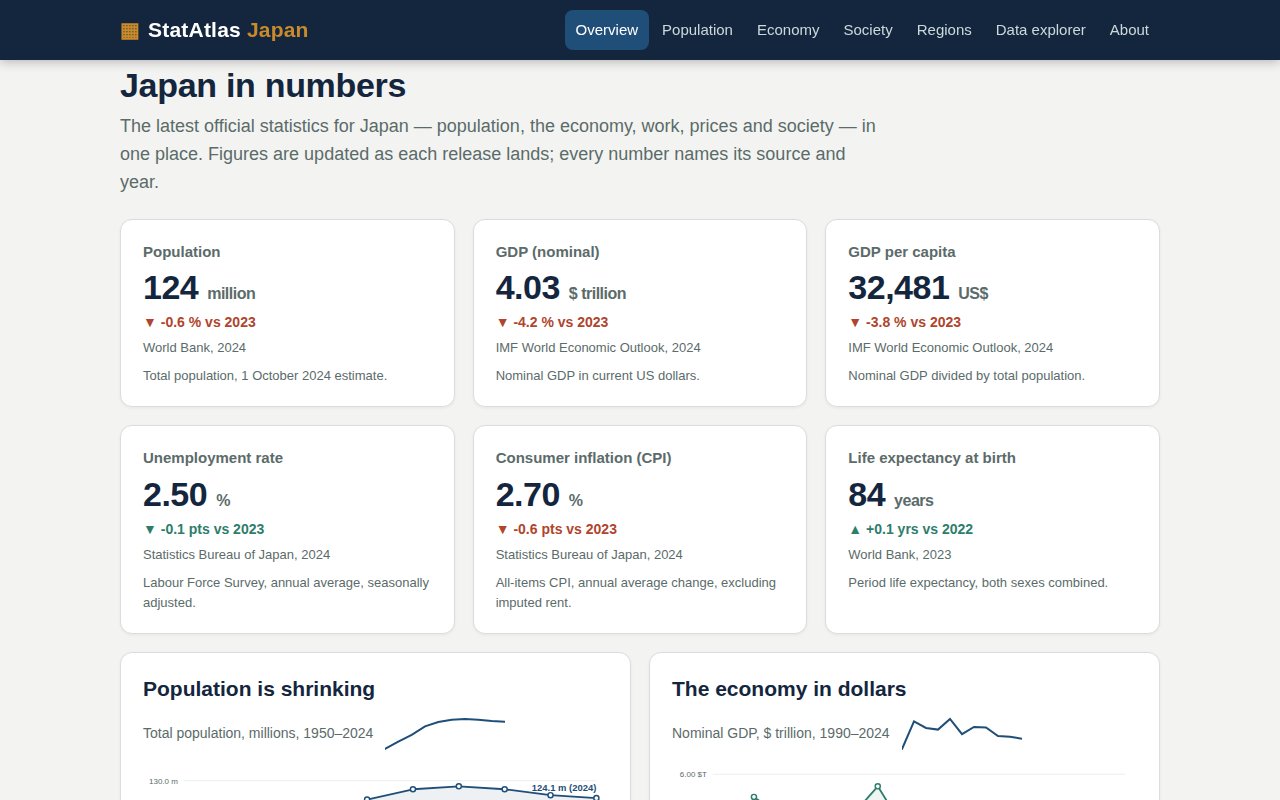 StatAtlas Japan
Overview Population Economy Society Regions Data explorer About
Japan in numbers
The latest official statistics for Japan — population, the economy, work, prices and society — in
one place. Figures are updated as each release lands; every number names its source and
year.
Population
124 million
▼ -0.6 % vs 2023
World Bank, 2024
Total population, 1 October 2024 estimate.
GDP (nominal)
4.03 $ trillion
▼ -4.2 % vs 2023
IMF World Economic Outlook, 2024
Nominal GDP in current US dollars.
GDP per capita
32,481 US$
▼ -3.8 % vs 2023
IMF World Economic Outlook, 2024
Nominal GDP divided by total population.
Unemployment rate
2.50 %
▼ -0.1 pts vs 2023
Statistics Bureau of Japan, 2024
Labour Force Survey, annual average, seasonally
adjusted.
Consumer inflation (CPI)
2.70 %
▼ -0.6 pts vs 2023
Statistics Bureau of Japan, 2024
All-items CPI, annual average change, excluding
imputed rent.
Life expectancy at birth
84 years
▲ +0.1 yrs vs 2022
World Bank, 2023
Period life expectancy, both sexes combined.
Population is shrinking
Total population, millions, 1950–2024
130.0 m
124.1 m (2024)
The economy in dollars
Nominal GDP, $ trillion, 1990–2024
6.00 $T